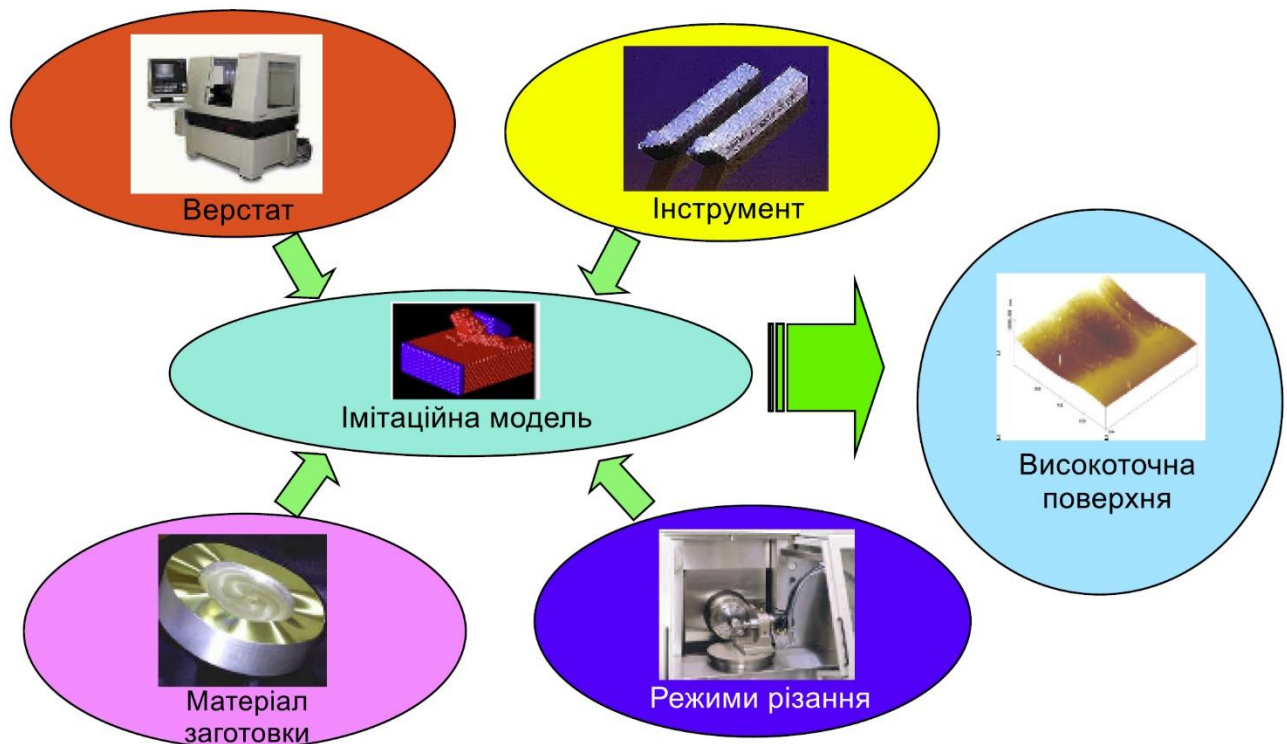 Верстат
Інструмент
Імітаційна модель
Високоточна
поверхня
Матеріал
заготовки
Режими різання